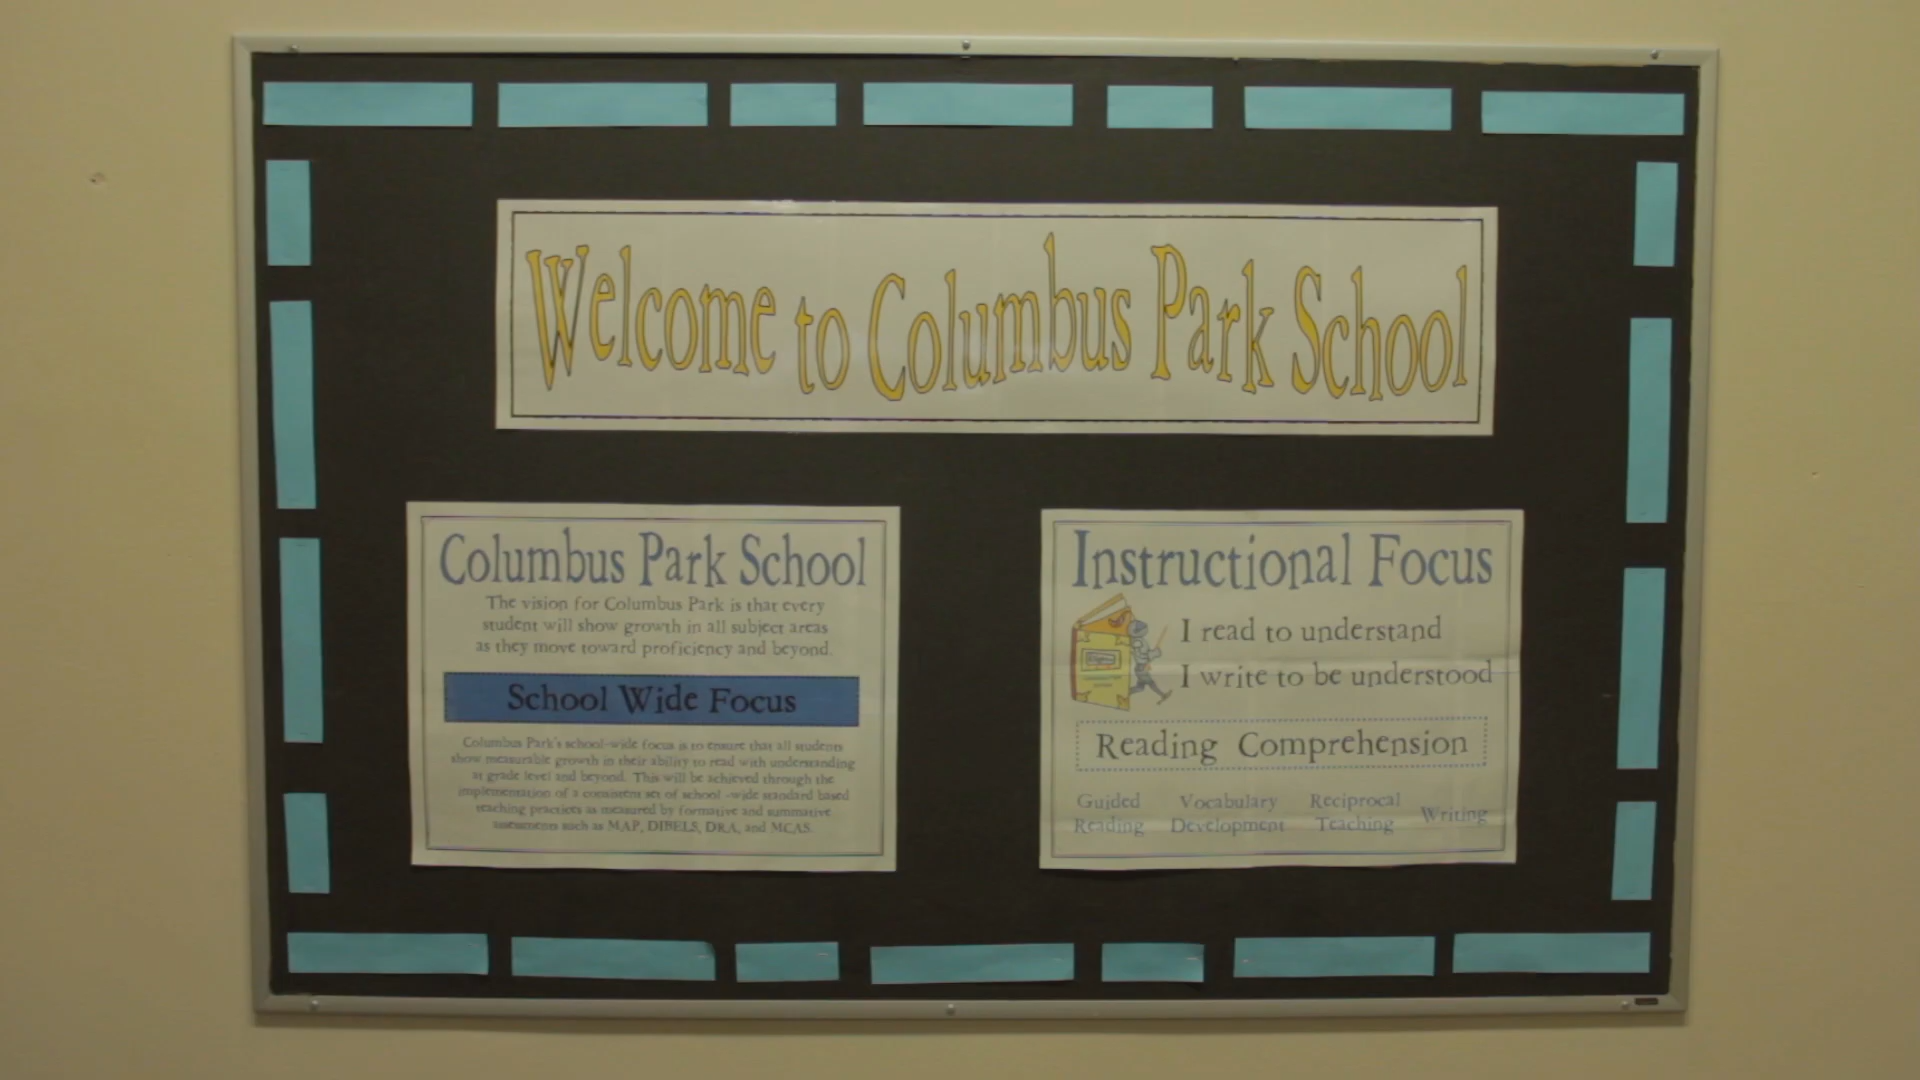 Welcome to Columbus Park School
Columbus Park School
The vision for Columbus Park is that every
student will show growth in all subject areas
as they move toward proficiency and beyond.
School Wide Focus
Columbus Park's school-wide focus is to ensure that all students
show measurable growth in their ability to read with understanding
at grade level and beyond. This will be achieved through the
implementation of a consistent set of school -wide standard based
teaching practices as measured by formative and summative
assessments such as MAP, DIBELS, DRA, and MCAS.
Instructional Focus
I read to understand
I write to be understood
Reading Comprehension
Guided Reading
Vocabulary Development
Reciprocal Teaching
Writing